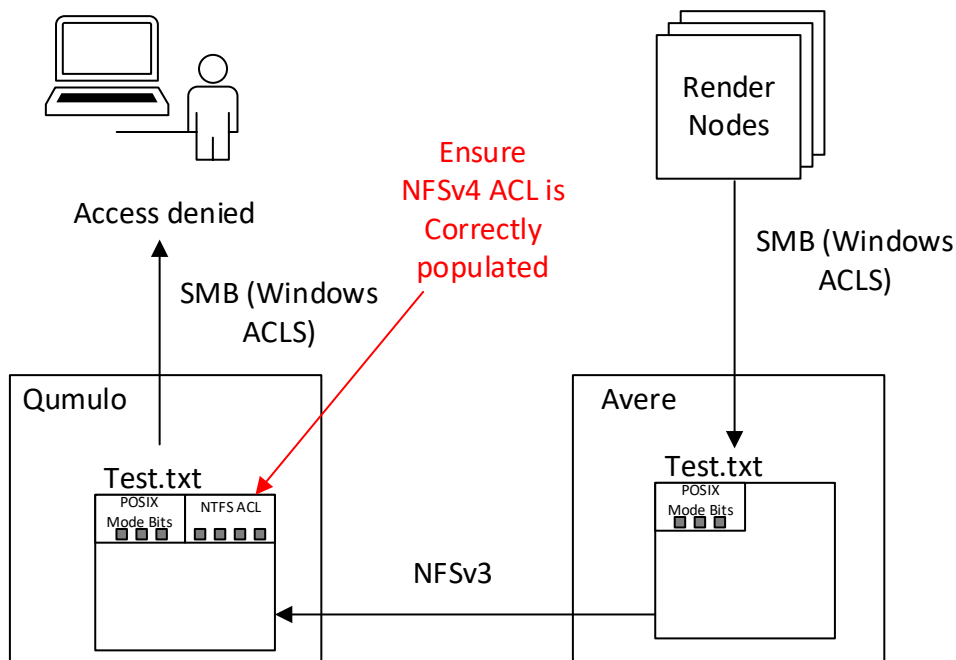 Render
Nodes
Ensure
NFSv4 ACL is
Correctly
populated
Access denied
SMB (Windows
ACLS)
SMB (Windows
ACLS)
Qumulo
Avere
Test.txt
POSIX
Mode Bits
NTFS ACL
Test.txt
POSIX
Mode Bits
NFSv3